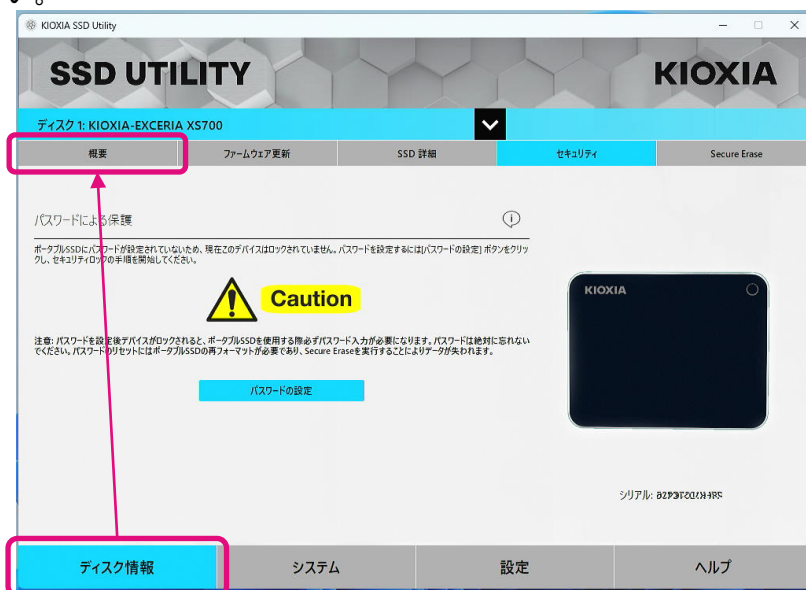 す。
KIOXIA SSD Utility
SSD UTILITY KIOXIA
ディスク 1: KIOXIA-EXCERIA XS700
概要 ファームウェア更新 SSD 詳細 セキュリティ Secure Erase
パスワードによる保護
ポータブルSSDにパスワードが設定されていないため、現在このデバイスはロックされていません。パスワードを設定するには[パスワードの設定] ボタンをクリッ
クし、セキュリティロックの手順を開始してください。
Caution
KIOXIA
注意: パスワードを設定後デバイスがロックされると、ポータブルSSDを使用する際必ずパスワード入力が必要になります。パスワードは絶対に忘れない
でください。パスワードのリセットにはポータブルSSDの再フォーマットが必要であり、Secure Eraseを実行することによりデータが失われます。
パスワードの設定
シリアル:
ディスク情報 システム 設定 ヘルプ